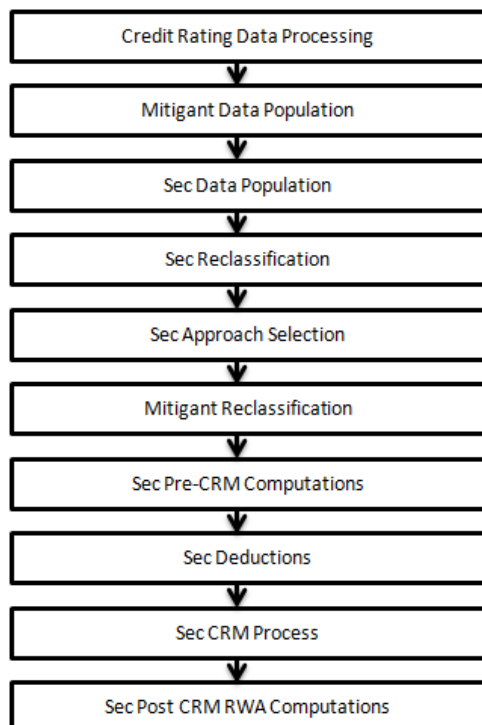 Credit Rating Data Processing
Mitigant Data Population
Sec Data Population
Sec Reclassification
Sec Approach Selection
Mitigant Reclassification
Sec Pre-CRM Computations
Sec Deductions
Sec CRM Process
Sec Post CRM RWA Computations